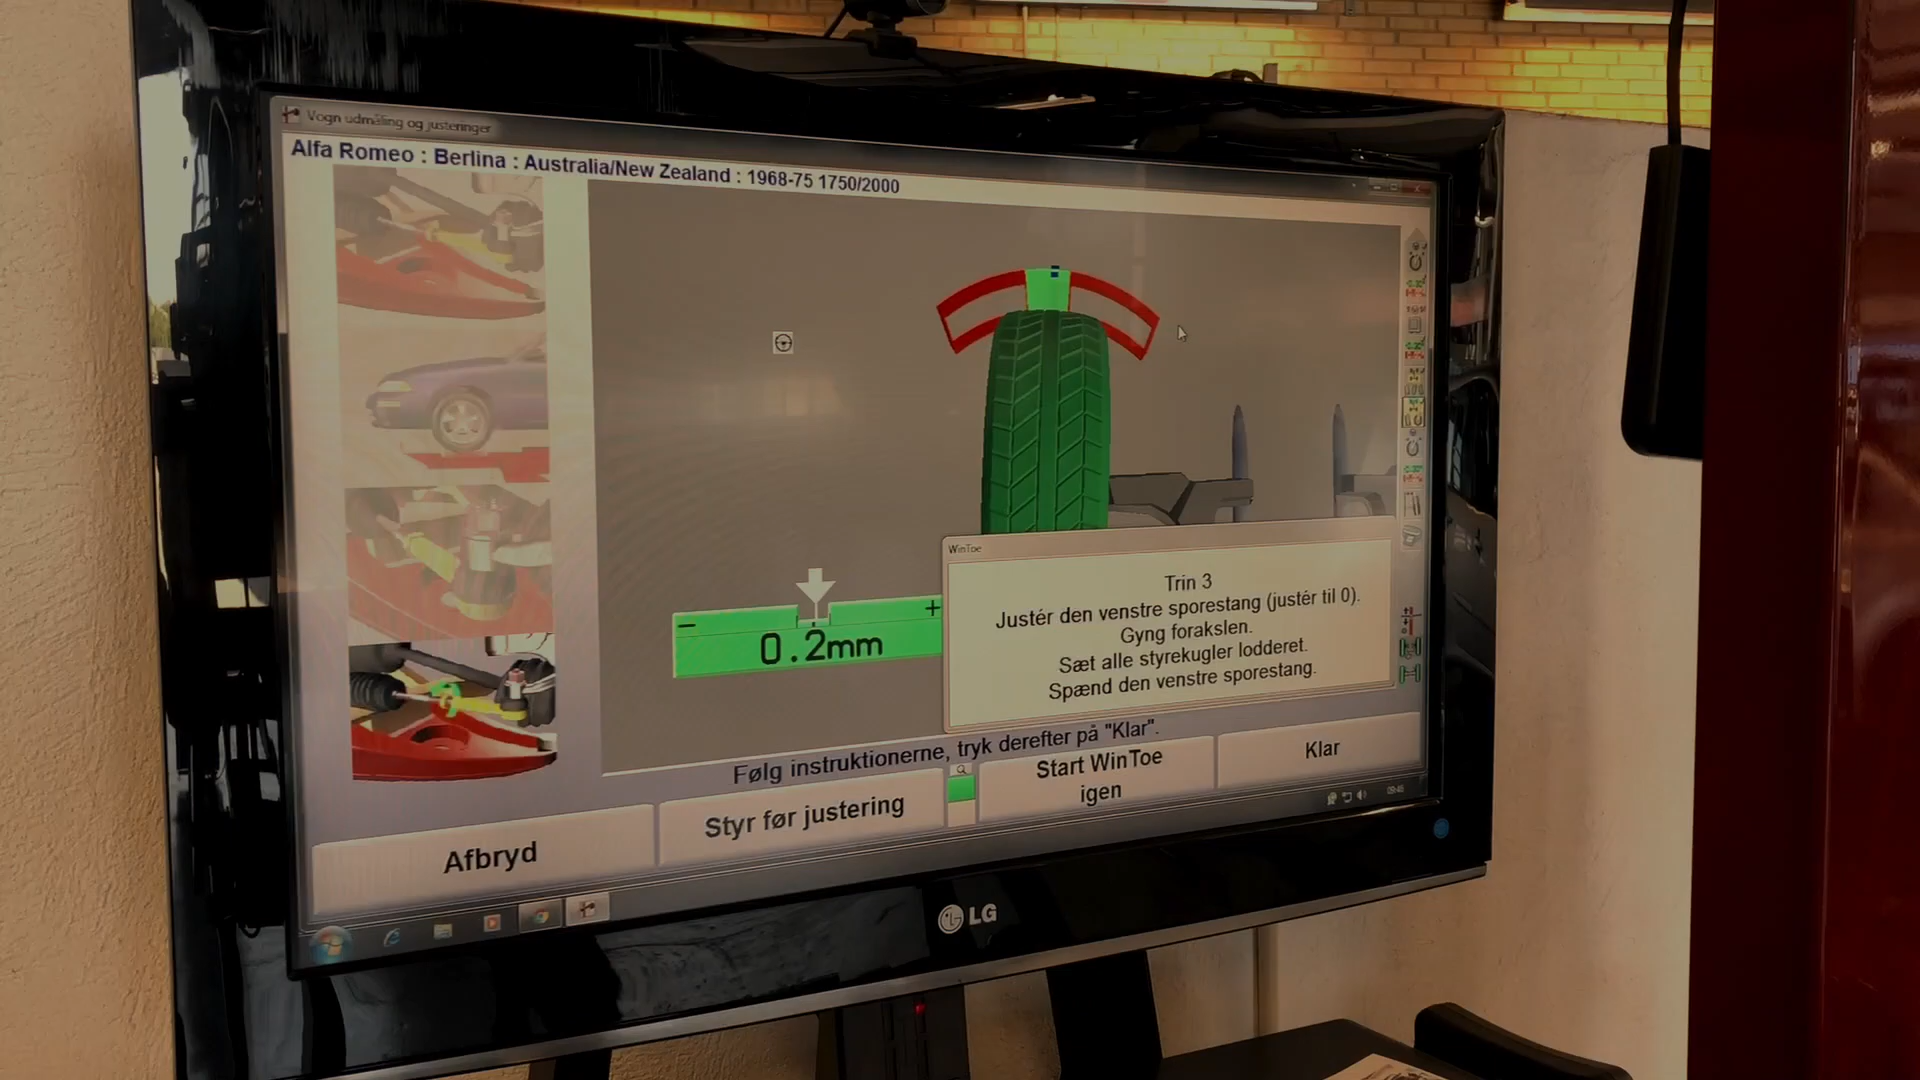 Vogn udmåling og justeringer
Alfa Romeo : Berlina : Australia/New Zealand : 1968-75 1750/2000
− +
0.2mm
WinToe
Trin 3
Justér den venstre sporestang (justér til 0).
Gyng forakslen.
Sæt alle styrekugler lodderet.
Spænd den venstre sporestang.
Følg instruktionerne, tryk derefter på "Klar".
Afbryd
Styr før justering
Start WinToe
igen
Klar
09:46
LG